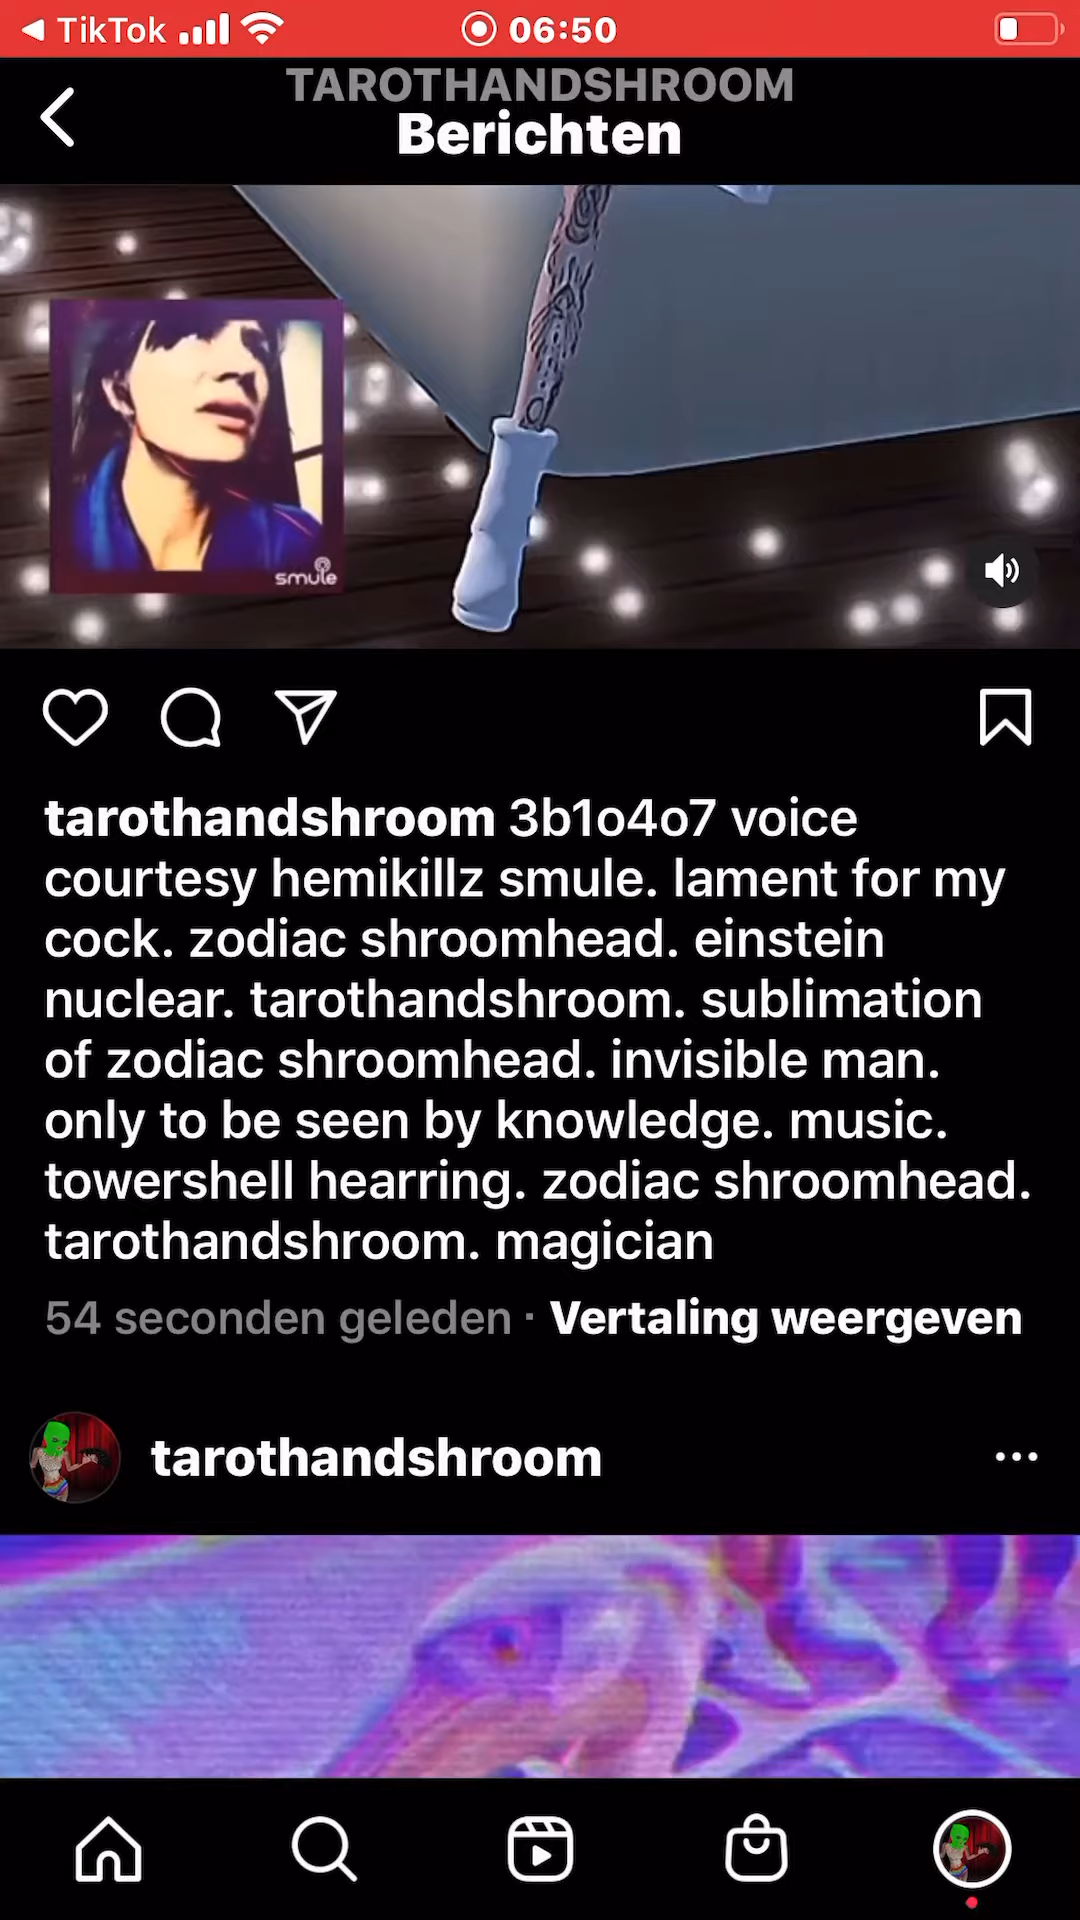 TikTok 06:50
TAROTHANDSHROOM
Berichten
smule
tarothandshroom 3b1o4o7 voice
courtesy hemikillz smule. lament for my
cock. zodiac shroomhead. einstein
nuclear. tarothandshroom. sublimation
of zodiac shroomhead. invisible man.
only to be seen by knowledge. music.
towershell hearring. zodiac shroomhead.
tarothandshroom. magician
54 seconden geleden · Vertaling weergeven
tarothandshroom